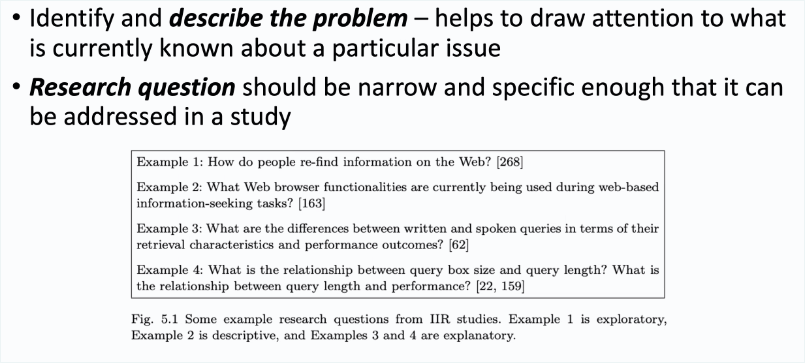 • Identify and describe the problem – helps to draw attention to what
is currently known about a particular issue
• Research question should be narrow and specific enough that it can
be addressed in a study
Example 1: How do people re-find information on the Web? [268]
Example 2: What Web browser functionalities are currently being used during web-based
information-seeking tasks? [163]
Example 3: What are the differences between written and spoken queries in terms of their
retrieval characteristics and performance outcomes? [62]
Example 4: What is the relationship between query box size and query length? What is
the relationship between query length and performance? [22, 159]
Fig. 5.1 Some example research questions from IIR studies. Example 1 is exploratory,
Example 2 is descriptive, and Examples 3 and 4 are explanatory.